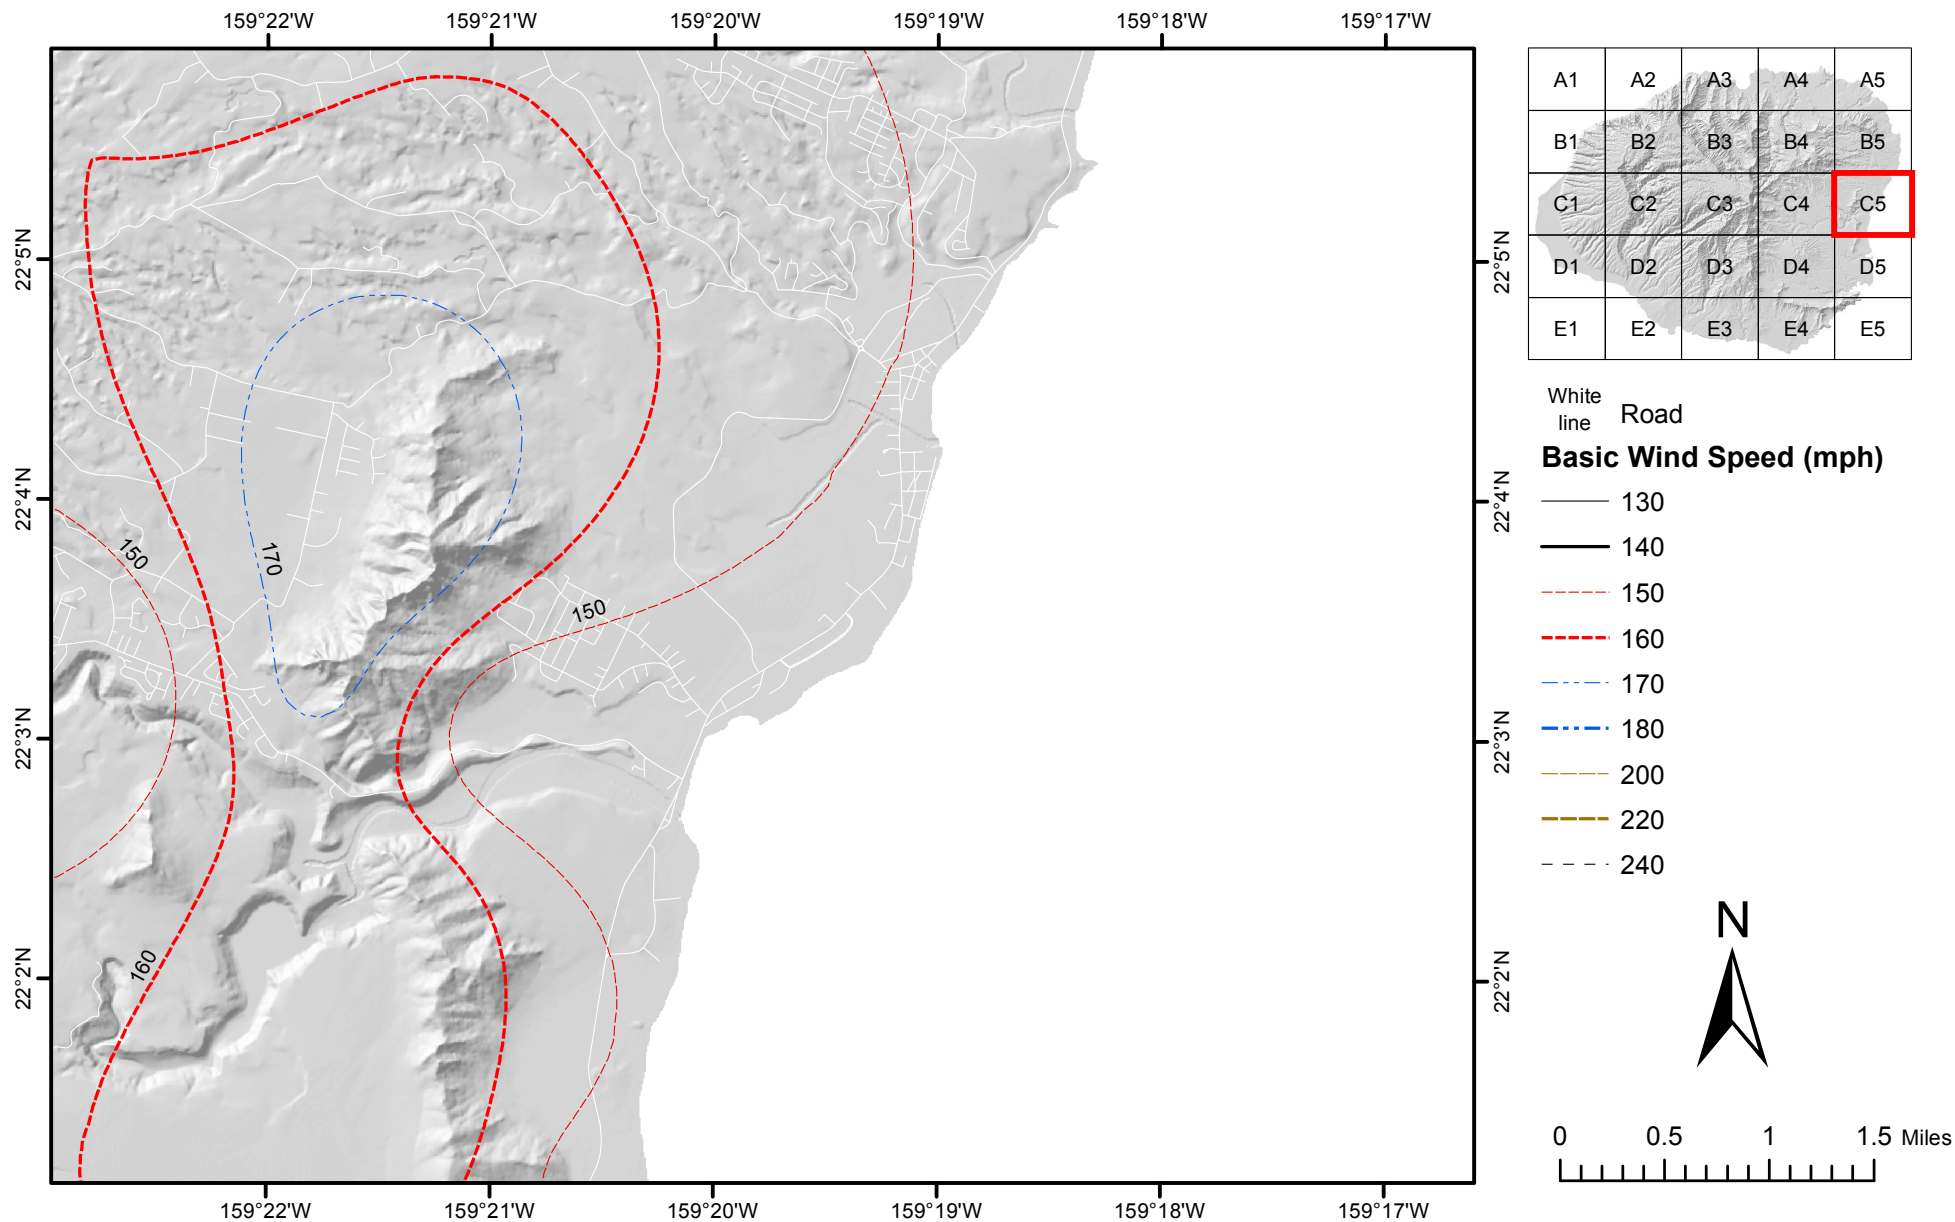 159°22'W 159°21'W 159°20'W 159°19'W 159°18'W 159°17'W
22°5'N
22°4'N
22°3'N
22°2'N
150
170
150
160
22°5'N
22°4'N
22°3'N
22°2'N
159°22'W 159°21'W 159°20'W 159°19'W 159°18'W 159°17'W
A1 A2 A3 A4 A5
B1 B2 B3 B4 B5
C1 C2 C3 C4 C5
D1 D2 D3 D4 D5
E1 E2 E3 E4 E5
White
line Road
Basic Wind Speed (mph)
130
140
150
160
170
180
200
220
240
N
0 0.5 1 1.5 Miles